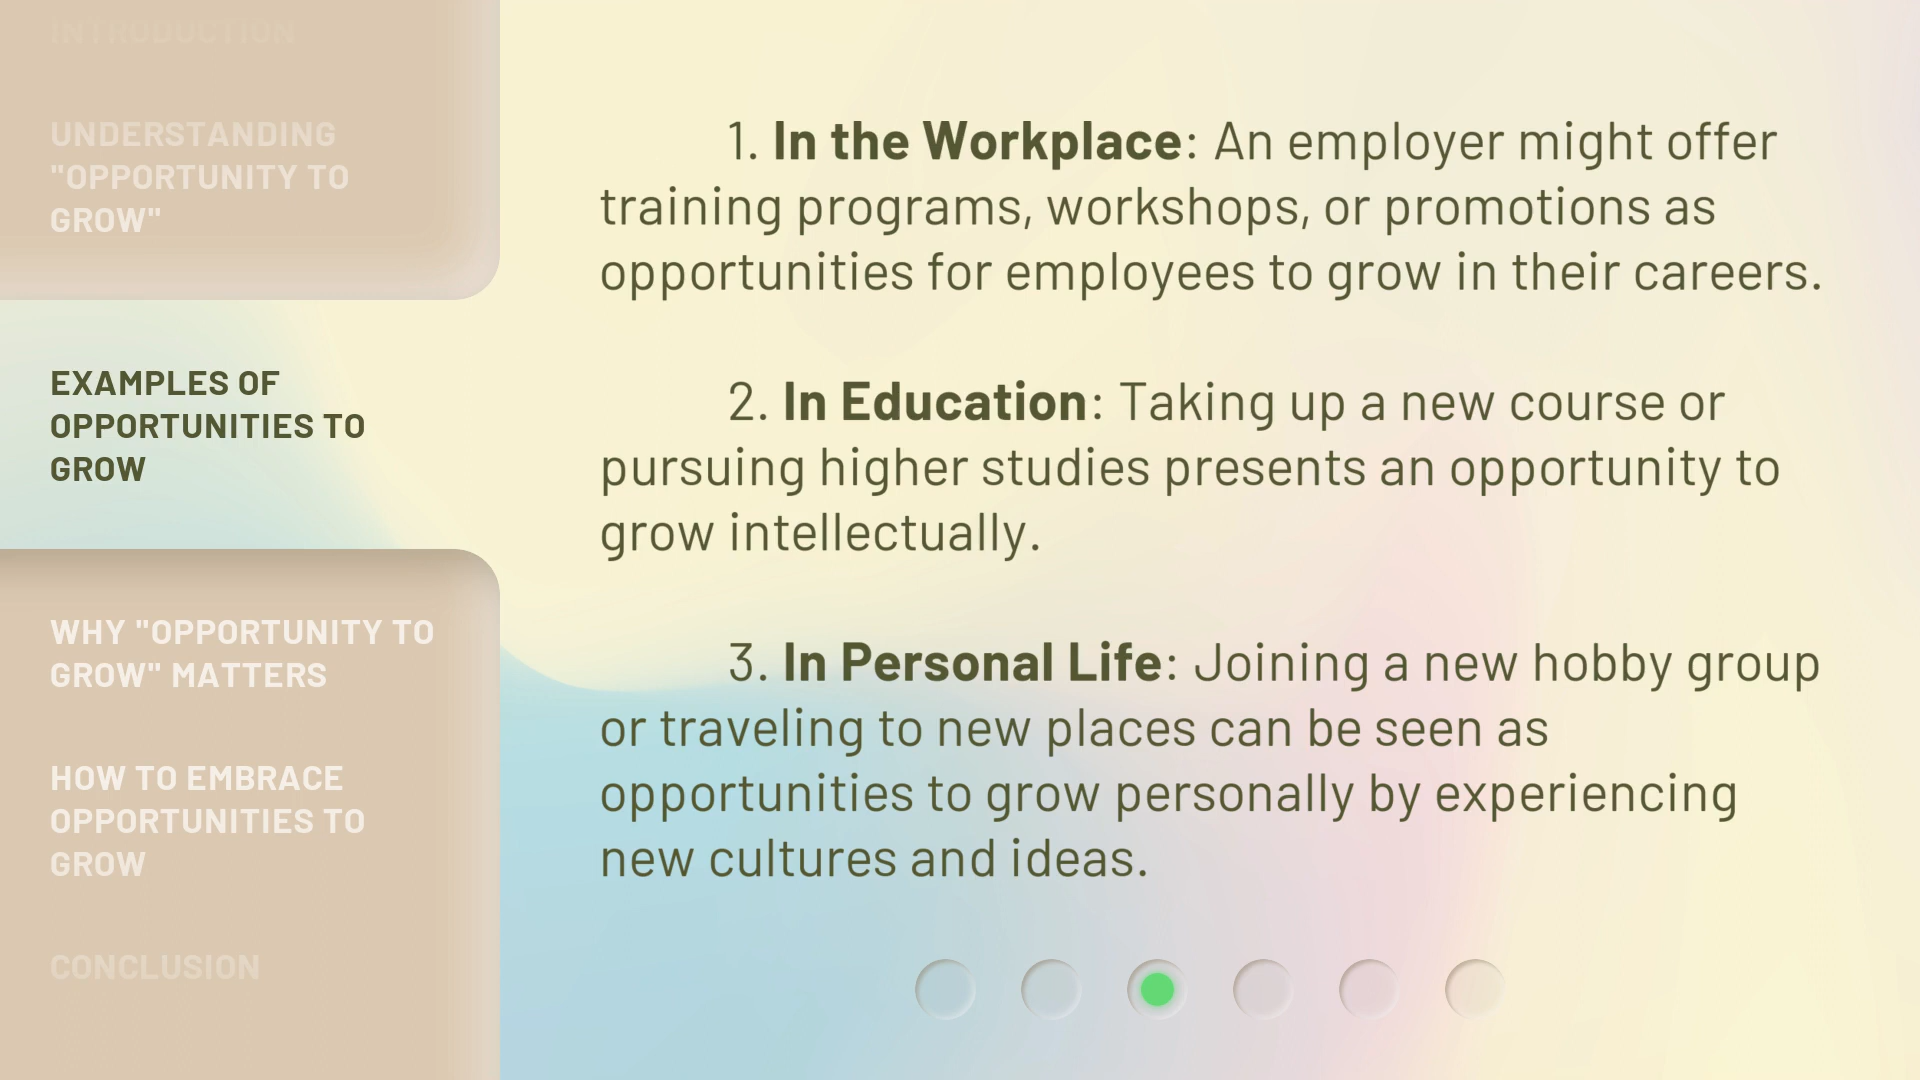 INTRODUCTION
UNDERSTANDING
"OPPORTUNITY TO
GROW"
EXAMPLES OF
OPPORTUNITIES TO
GROW
WHY "OPPORTUNITY TO
GROW" MATTERS
HOW TO EMBRACE
OPPORTUNITIES TO
GROW
CONCLUSION
1. In the Workplace: An employer might offer
training programs, workshops, or promotions as
opportunities for employees to grow in their careers.
2. In Education: Taking up a new course or
pursuing higher studies presents an opportunity to
grow intellectually.
3. In Personal Life: Joining a new hobby group
or traveling to new places can be seen as
opportunities to grow personally by experiencing
new cultures and ideas.